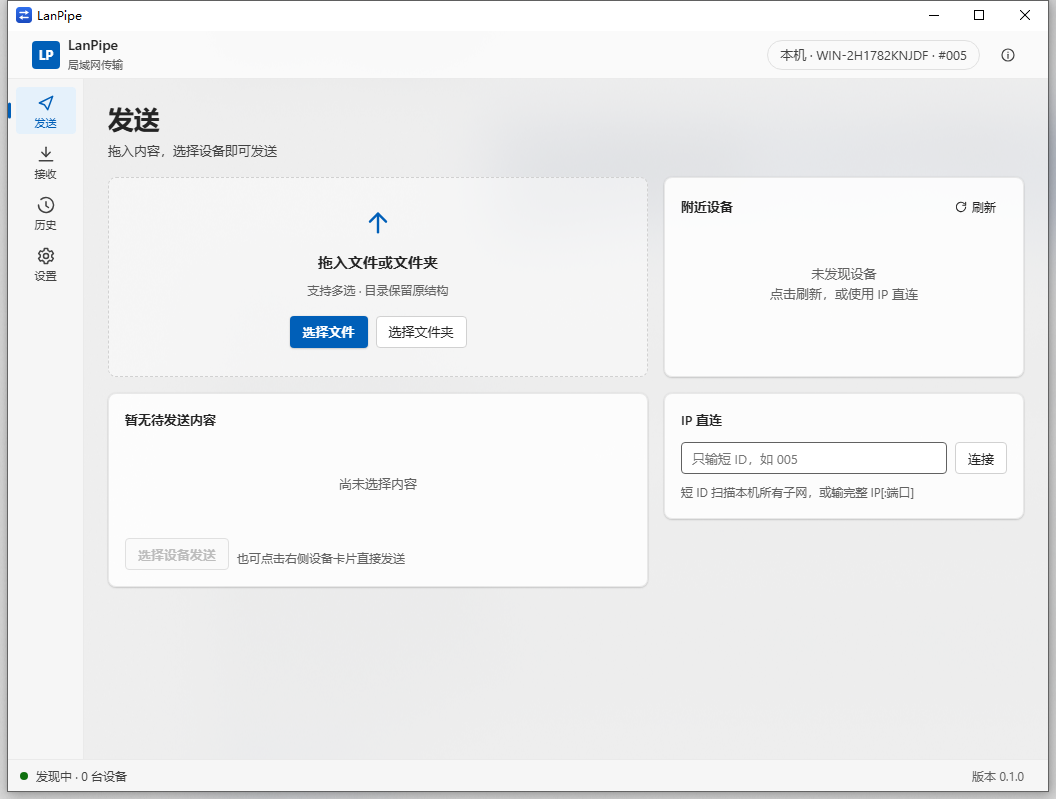 LanPipe
LP
LanPipe
局域网传输
本机 · WIN-2H1782KNJDF · #005
发送
接收
历史
设置
发送
拖入内容，选择设备即可发送
拖入文件或文件夹
支持多选 · 目录保留原结构
选择文件
选择文件夹
附近设备
刷新
未发现设备
点击刷新，或使用 IP 直连
暂无待发送内容
尚未选择内容
选择设备发送
也可点击右侧设备卡片直接发送
IP 直连
只输短 ID，如 005
连接
短 ID 扫描本机所有子网，或输完整 IP[:端口]
发现中 · 0 台设备
版本 0.1.0